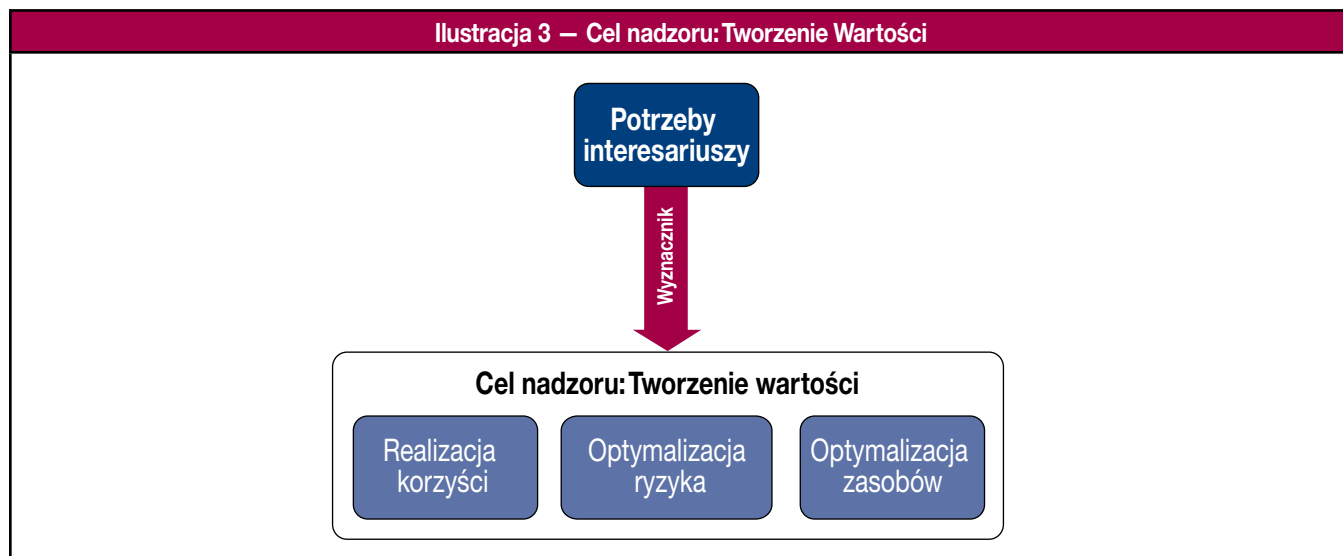 Ilustracja 3 — Cel nadzoru: Tworzenie Wartości
Potrzeby
interesariuszy
Wyznacznik
Cel nadzoru: Tworzenie wartości
Realizacja
korzyści
Optymalizacja
ryzyka
Optymalizacja
zasobów